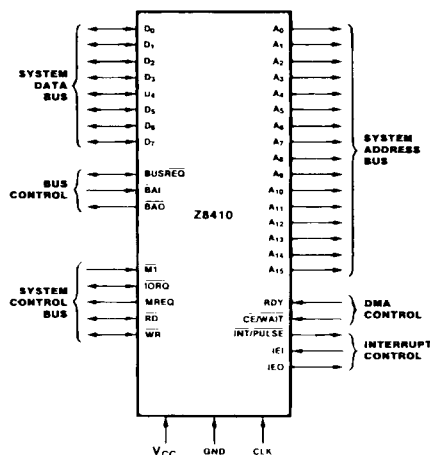 SYSTEM
DATA
BUS
BUS
CONTROL
SYSTEM
CONTROL
BUS
D0
D1
D2
D3
D4
D5
D6
D7
BUSREQ
BAI
BAO
M1
IORQ
MREQ
RD
WR
Z8410
A0
A1
A2
A3
A4
A5
A6
A7
A8
A9
A10
A11
A12
A13
A14
A15
RDY
CE/WAIT
INT/PULSE
IEI
IEO
SYSTEM
ADDRESS
BUS
DMA
CONTROL
INTERRUPT
CONTROL
VCC
GND
CLK